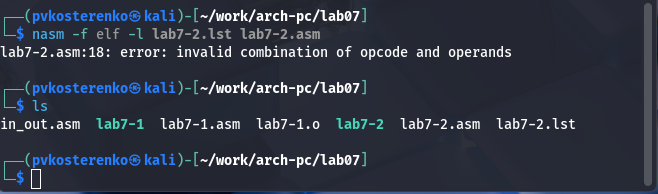 ┌──(pvkosterenko㉿kali)-[~/work/arch-pc/lab07]
└─$ nasm -f elf -l lab7-2.lst lab7-2.asm
lab7-2.asm:18: error: invalid combination of opcode and operands
┌──(pvkosterenko㉿kali)-[~/work/arch-pc/lab07]
└─$ ls
in_out.asm  lab7-1  lab7-1.asm  lab7-1.o  lab7-2  lab7-2.asm  lab7-2.lst
┌──(pvkosterenko㉿kali)-[~/work/arch-pc/lab07]
└─$